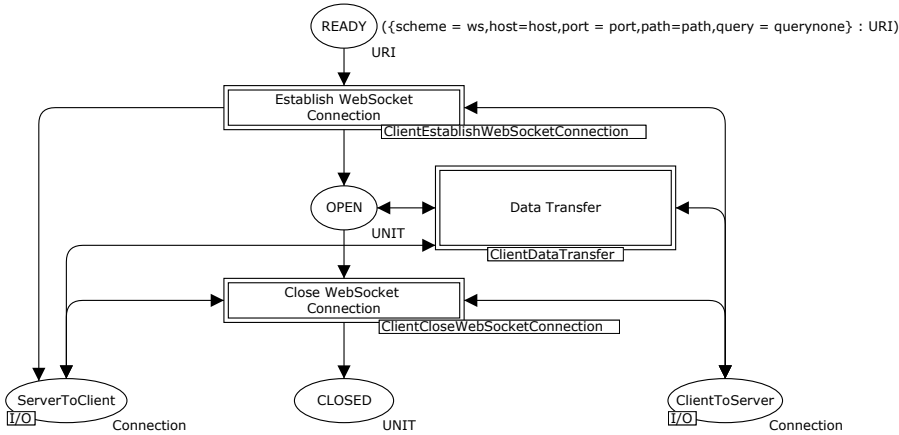 READY ({scheme = ws,host=host,port = port,path=path,query = querynone} : URI)
URI
Establish WebSocket
Connection
ClientEstablishWebSocketConnection
OPEN
UNIT
Data Transfer
ClientDataTransfer
Close WebSocket
Connection
ClientCloseWebSocketConnection
ServerToClient
I/O
Connection
CLOSED
UNIT
ClientToServer
I/O
Connection